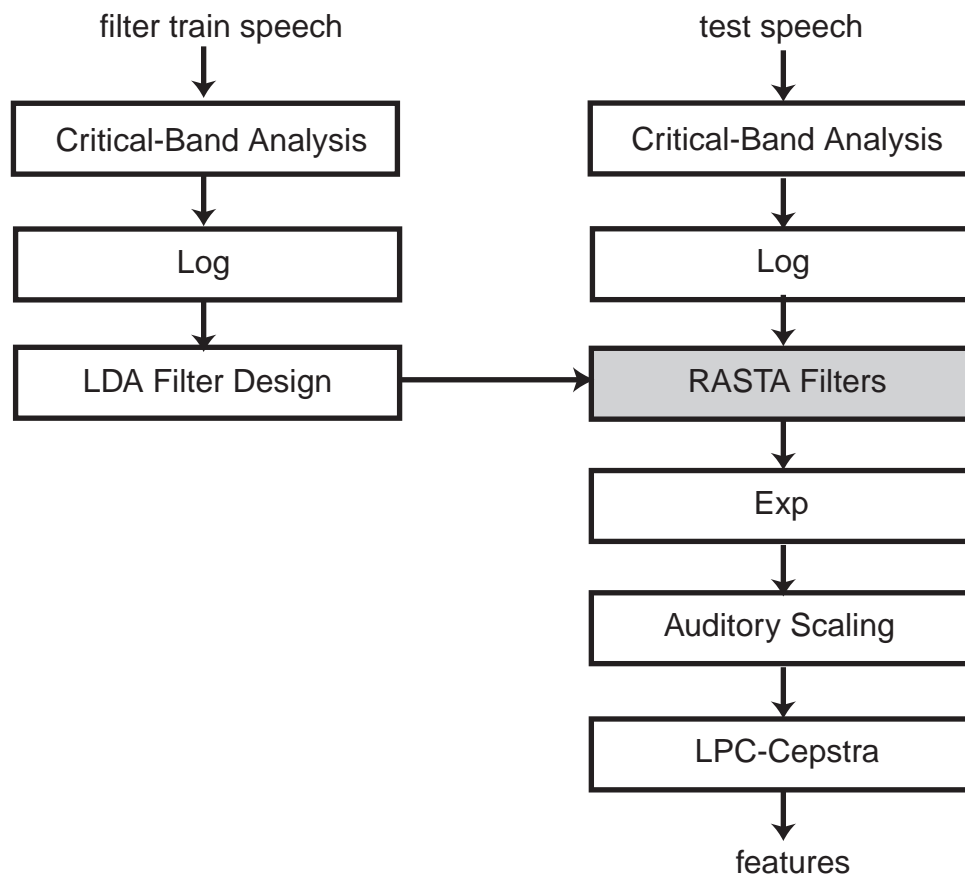 filter train speech
Critical-Band Analysis
Log
LDA Filter Design
test speech
Critical-Band Analysis
Log
RASTA Filters
Exp
Auditory Scaling
LPC-Cepstra
features